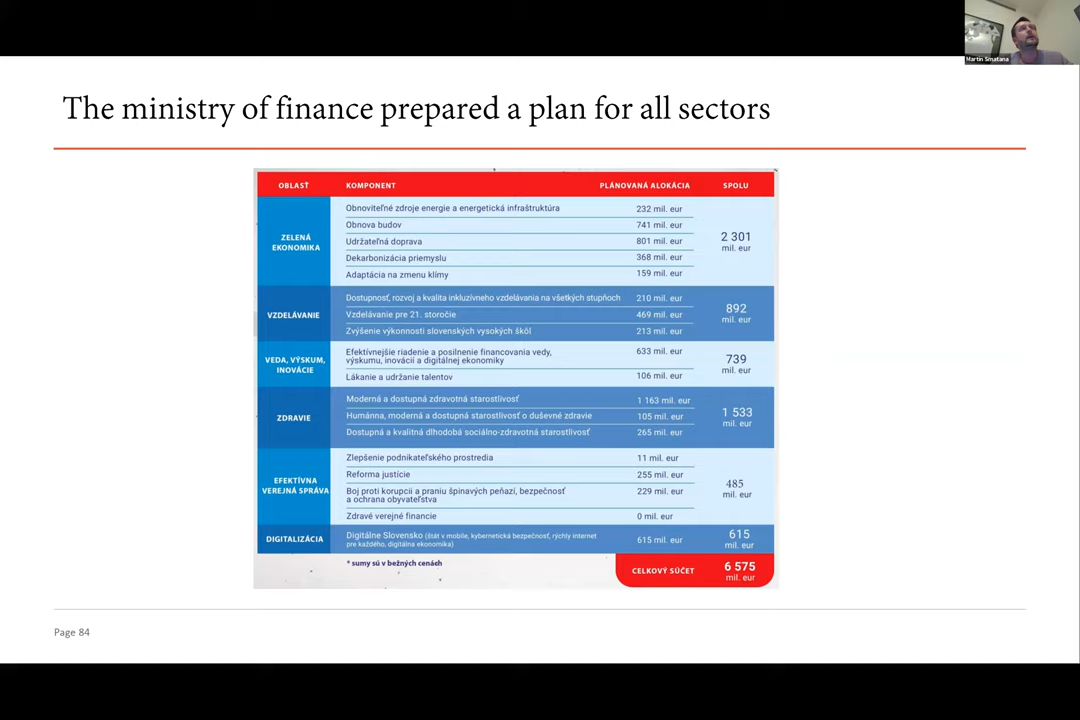 Martin Smatana
The ministry of finance prepared a plan for all sectors
OBLASŤ KOMPONENT PLÁNOVANÁ ALOKÁCIA SPOLU
ZELENÁ EKONOMIKA
Obnoviteľné zdroje energie a energetická infraštruktúra 232 mil. eur
Obnova budov 741 mil. eur
Udržateľná doprava 801 mil. eur
Dekarbonizácia priemyslu 368 mil. eur
Adaptácia na zmenu klímy 159 mil. eur
2 301 mil. eur
VZDELÁVANIE
Dostupnosť, rozvoj a kvalita inkluzívneho vzdelávania na všetkých stupňoch 210 mil. eur
Vzdelávanie pre 21. storočie 469 mil. eur
Zvýšenie výkonnosti slovenských vysokých škôl 213 mil. eur
892 mil. eur
VEDA, VÝSKUM, INOVÁCIE
Efektívnejšie riadenie a posilnenie financovania vedy,
výskumu, inovácií a digitálnej ekonomiky 633 mil. eur
Lákanie a udržanie talentov 106 mil. eur
739 mil. eur
ZDRAVIE
Moderná a dostupná zdravotná starostlivosť 1 163 mil. eur
Humánna, moderná a dostupná starostlivosť o duševné zdravie 105 mil. eur
Dostupná a kvalitná dlhodobá sociálno-zdravotná starostlivosť 265 mil. eur
1 533 mil. eur
EFEKTÍVNA VEREJNÁ SPRÁVA
Zlepšenie podnikateľského prostredia 11 mil. eur
Reforma justície 255 mil. eur
Boj proti korupcii a praniu špinavých peňazí, bezpečnosť
a ochrana obyvateľstva 229 mil. eur
Zdravé verejné financie 0 mil. eur
485 mil. eur
DIGITALIZÁCIA
Digitálne Slovensko (štát v mobile, kybernetická bezpečnosť, rýchly internet
pre každého, digitálna ekonomika) 615 mil. eur
615 mil. eur
* sumy sú v bežných cenách
CELKOVÝ SÚČET 6 575 mil. eur
Page 84